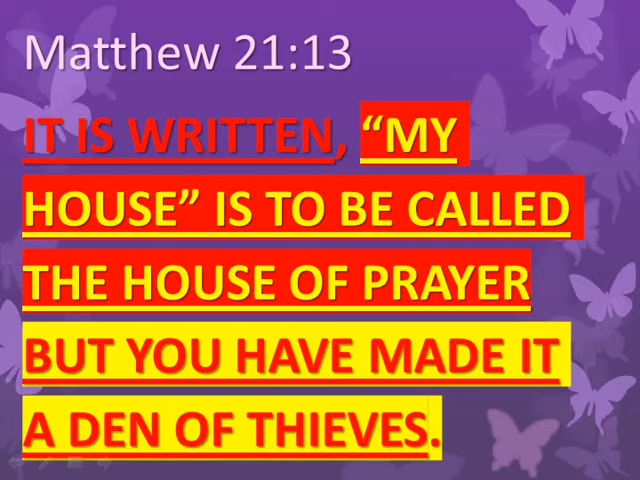 Matthew 21:13
IT IS WRITTEN, “MY
HOUSE” IS TO BE CALLED
THE HOUSE OF PRAYER
BUT YOU HAVE MADE IT
A DEN OF THIEVES.